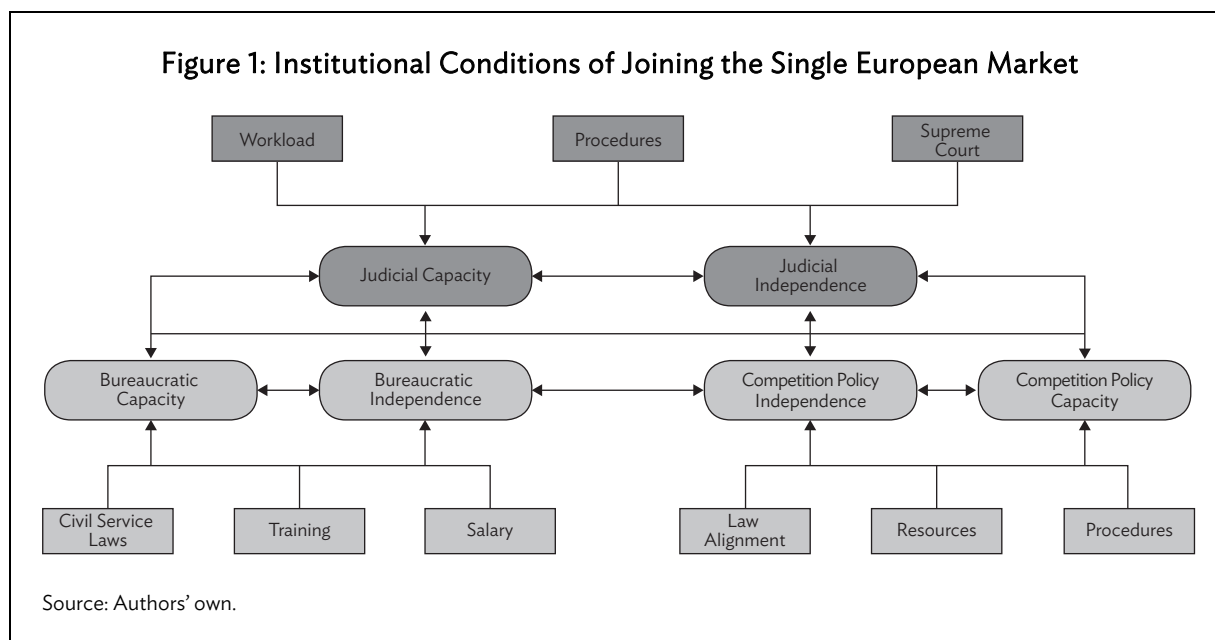 Figure 1: Institutional Conditions of Joining the Single European Market
Workload
Procedures
Supreme
Court
Judicial Capacity
Judicial
Independence
Bureaucratic
Capacity
Bureaucratic
Independence
Competition Policy
Independence
Competition Policy
Capacity
Civil Service
Laws
Training
Salary
Law
Alignment
Resources
Procedures
Source: Authors’ own.